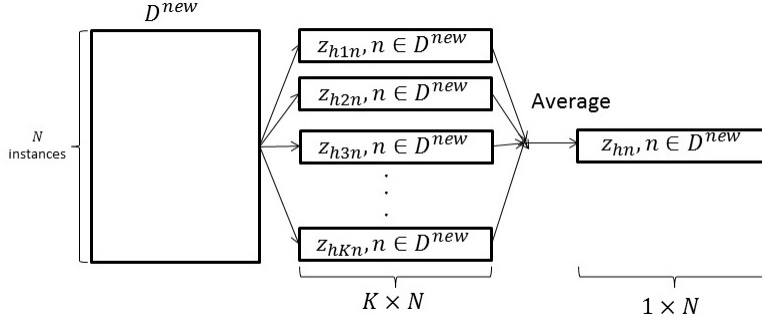 D^{new}
N
instances
z_{h1n}, n ∈ D^{new}
z_{h2n}, n ∈ D^{new}
z_{h3n}, n ∈ D^{new}
z_{hKn}, n ∈ D^{new}
K × N
Average
z_{hn}, n ∈ D^{new}
1 × N